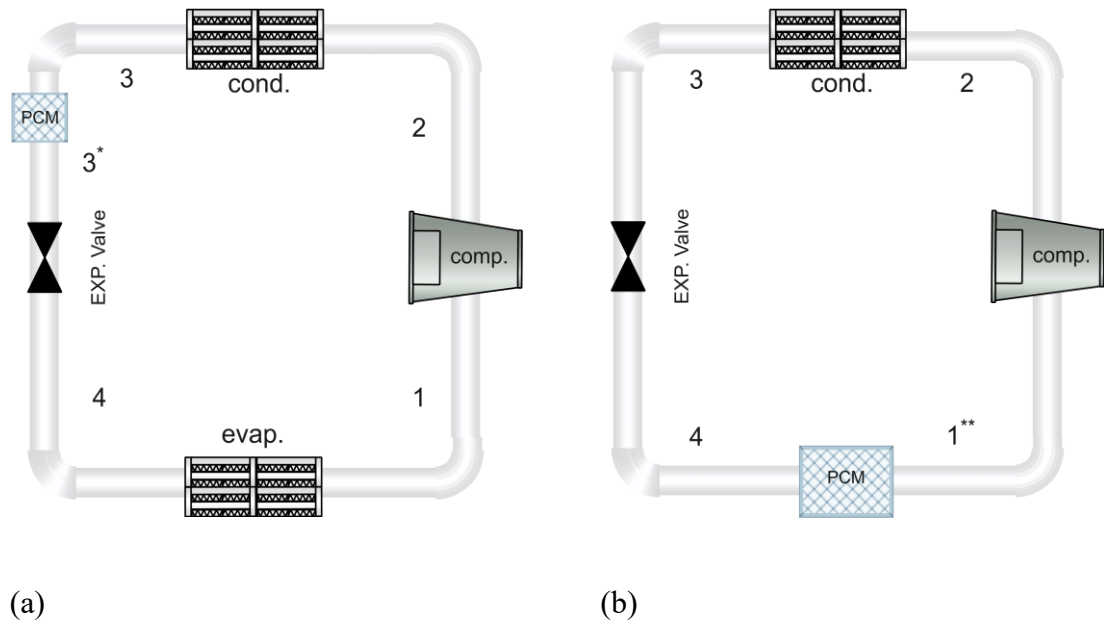 cond.
3
PCM
2
3*
EXP. Valve
comp.
4
1
evap.
(a)
cond.
3
2
EXP. Valve
comp.
4
1**
PCM
(b)